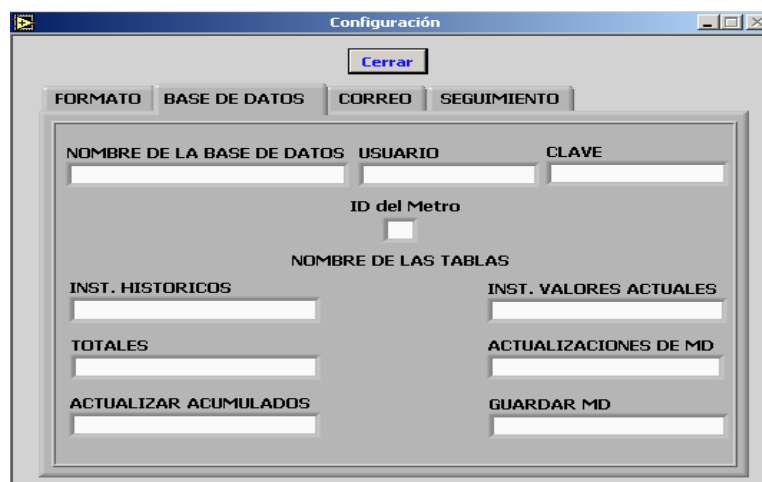 Configuración
Cerrar
FORMATO BASE DE DATOS CORREO SEGUIMIENTO
NOMBRE DE LA BASE DE DATOS USUARIO CLAVE
ID del Metro
NOMBRE DE LAS TABLAS
INST. HISTORICOS INST. VALORES ACTUALES
TOTALES ACTUALIZACIONES DE MD
ACTUALIZAR ACUMULADOS GUARDAR MD